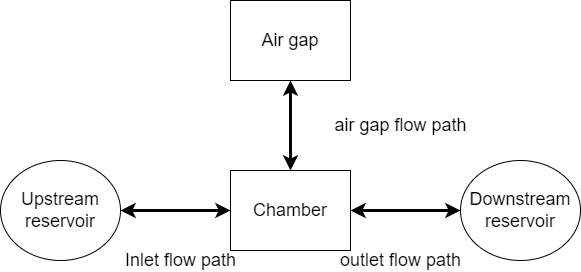 Air gap
air gap flow path
Upstream
reservoir
Chamber
Downstream
reservoir
Inlet flow path
outlet flow path